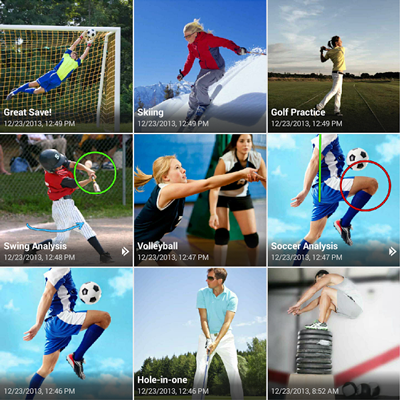 Great Save!
12/23/2013, 12:49 PM
Skiing
12/23/2013, 12:49 PM
Golf Practice
12/23/2013, 12:49 PM
Swing Analysis
12/23/2013, 12:48 PM
Volleyball
12/23/2013, 12:47 PM
Soccer Analysis
12/23/2013, 12:47 PM
12/23/2013, 12:46 PM
Hole-in-one
12/23/2013, 12:46 PM
12/23/2013, 8:52 AM